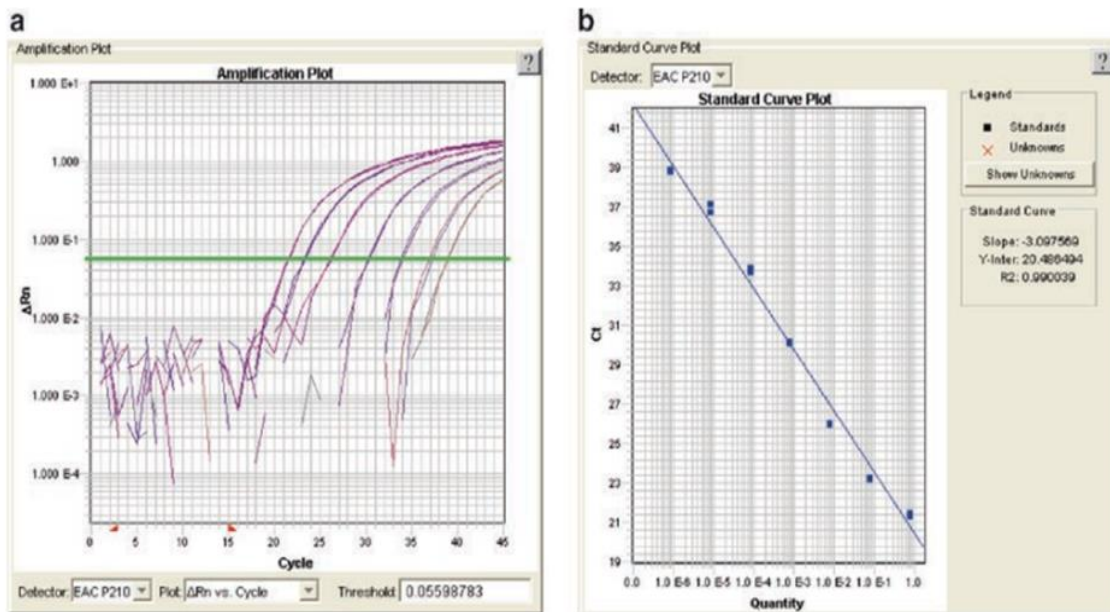 a
Amplification Plot
?
Amplification Plot
1.000 E+1
1.000
1.000 E-1
1.000 E-2
1.000 E-3
1.000 E-4
ΔRn
0 5 10 15 20 25 30 35 40 45
Cycle
Detector: EAC P210 Plot: ΔRn vs. Cycle Threshold: 0.05598783
b
Standard Curve Plot
?
Detector: EAC P210
Standard Curve Plot
41
39
37
35
33
31
29
27
25
23
21
19
Ct
0.0 1.0 E-6 1.0 E-5 1.0 E-4 1.0 E-3 1.0 E-2 1.0 E-1 1.0
Quantity
Legend
Standards
Unknowns
Show Unknowns
Standard Curve
Slope: -3.097569
Y-Inter: 20.486494
R2: 0.990039